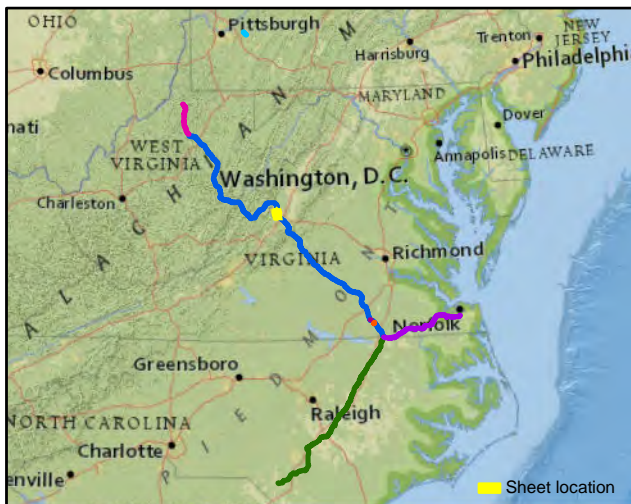 OHIO
Pittsburgh
NEW
JERSEY
Trenton
Harrisburg
Philadelphia
Columbus
MARYLAND
nati
Dover
WEST
VIRGINIA
Annapolis
DELAWARE
Washington, D.C.
Charleston
VIRGINIA
Richmond
Norfolk
Greensboro
Raleigh
NORTH CAROLINA
Charlotte
enville
A L A C H I A N M
P I E D M O N T
Sheet location